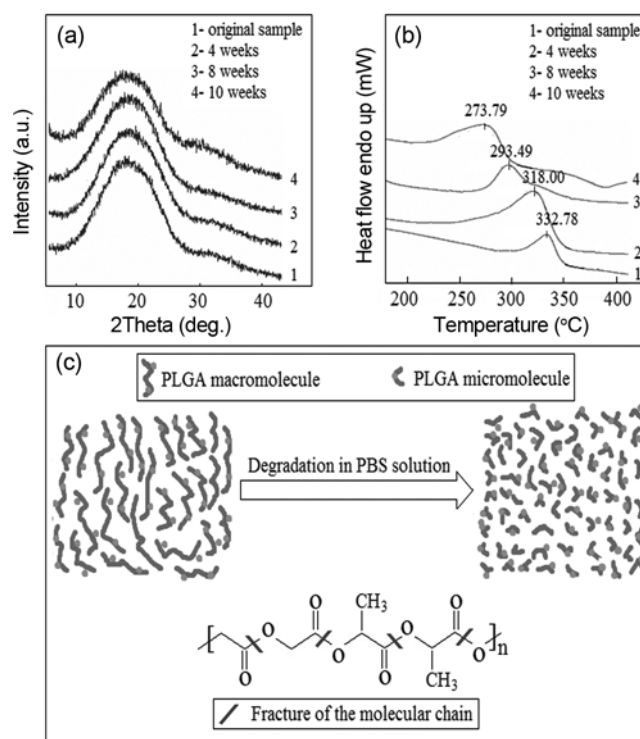 (a)
1- original sample
2- 4 weeks
3- 8 weeks
4- 10 weeks
Intensity (a.u.)
4
3
2
1
10 20 30 40
2Theta (deg.)
(b)
1- original sample
2- 4 weeks
3- 8 weeks
4- 10 weeks
Heat flow endo up (mW)
273.79
293.49
318.00
332.78
4
3
2
1
200 250 300 350 400
Temperature (°C)
(c)
PLGA macromolecule PLGA micromolecule
Degradation in PBS solution
O CH₃ O
O O O O n
O O CH₃
Fracture of the molecular chain